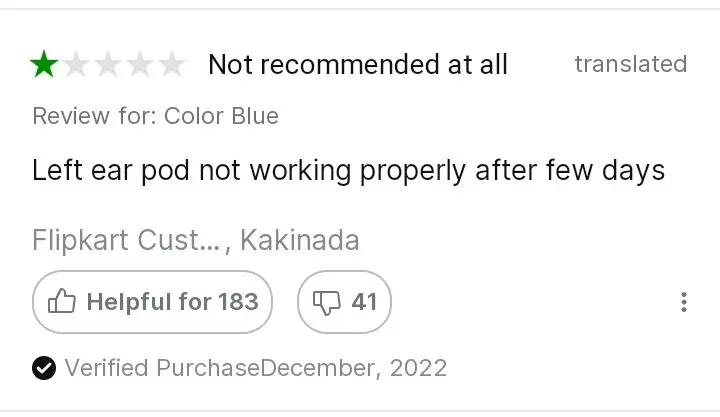 Not recommended at all translated
Review for: Color Blue
Left ear pod not working properly after few days
Flipkart Cust..., Kakinada
Helpful for 183 41
Verified PurchaseDecember, 2022